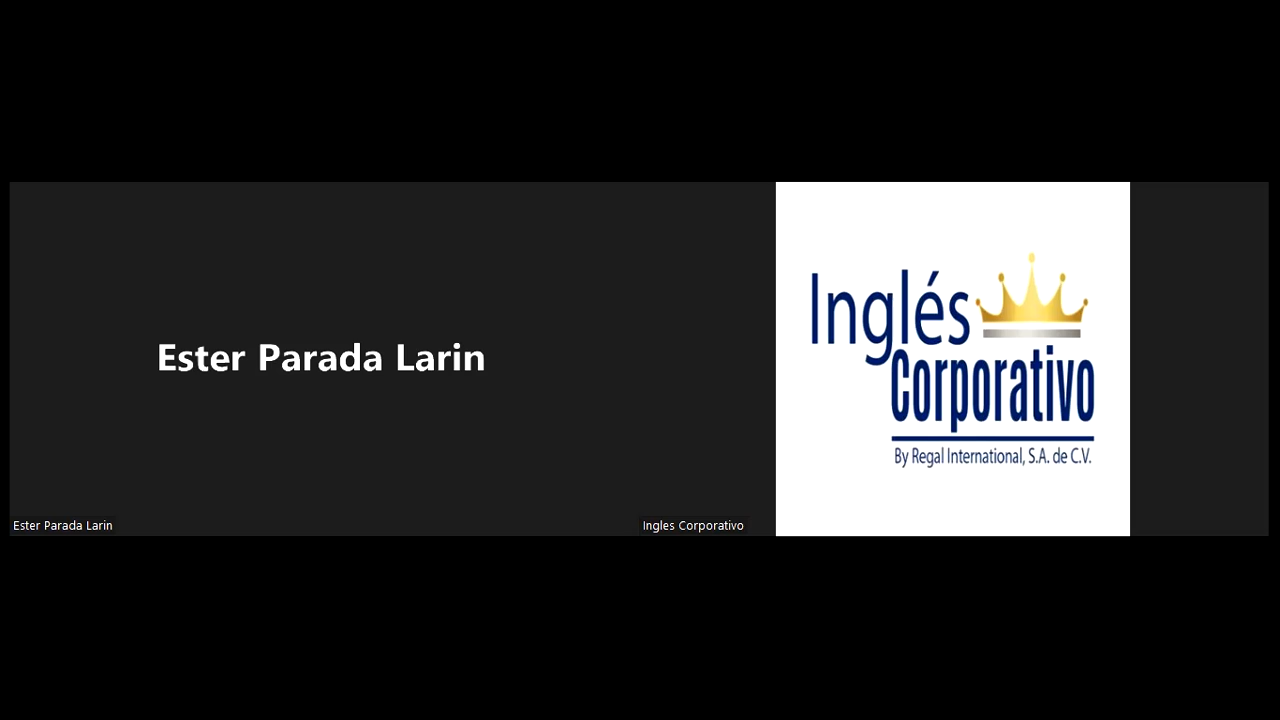 Ester Parada Larin
Ester Parada Larin
Inglés
Corporativo
By Regal International, S.A. de C.V.
Ingles Corporativo